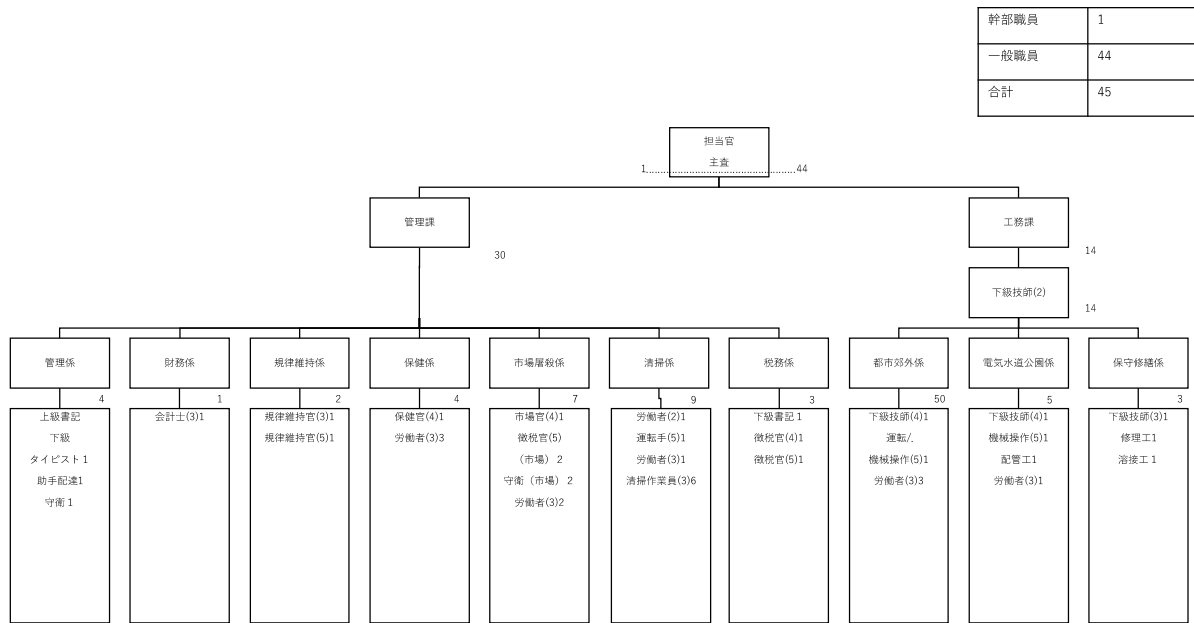 幹部職員 1
一般職員 44
合計 45
担当官
主査
1 44
管理課
30
工務課
14
下級技師(2)
14
管理係
4
上級書記
下級
タイピスト 1
助手配達1
守衛 1
財務係
1
会計士(3)1
規律維持係
2
規律維持官(3)1
規律維持官(5)1
保健係
4
保健官(4)1
労働者(3)3
市場屠殺係
7
市場官(4)1
徴税官(5)
(市場) 2
守衛(市場) 2
労働者(3)2
清掃係
9
労働者(2)1
運転手(5)1
労働者(3)1
清掃作業員(3)6
税務係
3
下級書記 1
徴税官(4)1
徴税官(5)1
都市郊外係
50
下級技師(4)1
運転/.
機械操作(5)1
労働者(3)3
電気水道公園係
5
下級技師(4)1
機械操作(5)1
配管工1
労働者(3)1
保守修繕係
3
下級技師(3)1
修理工1
溶接工 1